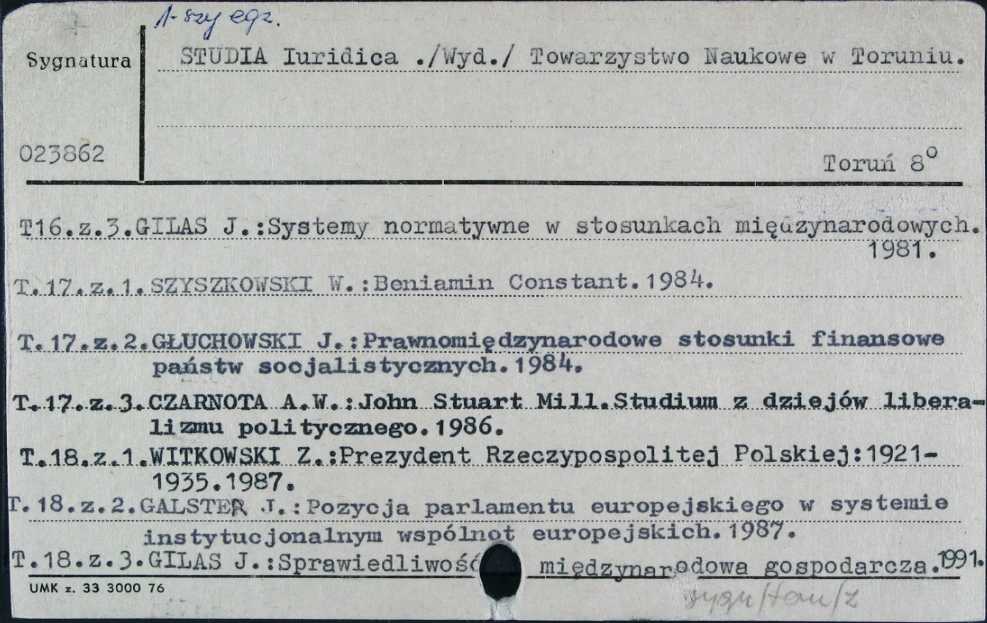 1-szy egz.
Sygnatura
STUDIA Iuridica ./Wyd./ Towarzystwo Naukowe w Toruniu.
023862
Toruń 8º
T16.z.3.GILAS J.:Systemy normatywne w stosunkach międzynarodowych.
1981.
T.17.z.1.SZYSZKOWSKI W.:Beniamin Constant.1984.
T.17.z.2.GŁUCHOWSKI J.:Prawnomiędzynarodowe stosunki finansowe
państw socjalistycznych.1984.
T.17.z.3.CZARNOTA A.W.:John Stuart Mill.Studium z dziejów libera-
lizmu politycznego.1986.
T.18.z.1.WITKOWSKI Z.:Prezydent Rzeczypospolitej Polskiej:1921-
1935.1987.
T.18.z.2.GALSTER J.:Pozycja parlamentu europejskiego w systemie
instytucjonalnym wspólnot europejskich.1987.
T.18.z.3.GILAS J.:Sprawiedliwość międzynarodowa gospodarcza.1991.
UMK z. 33 3000 76